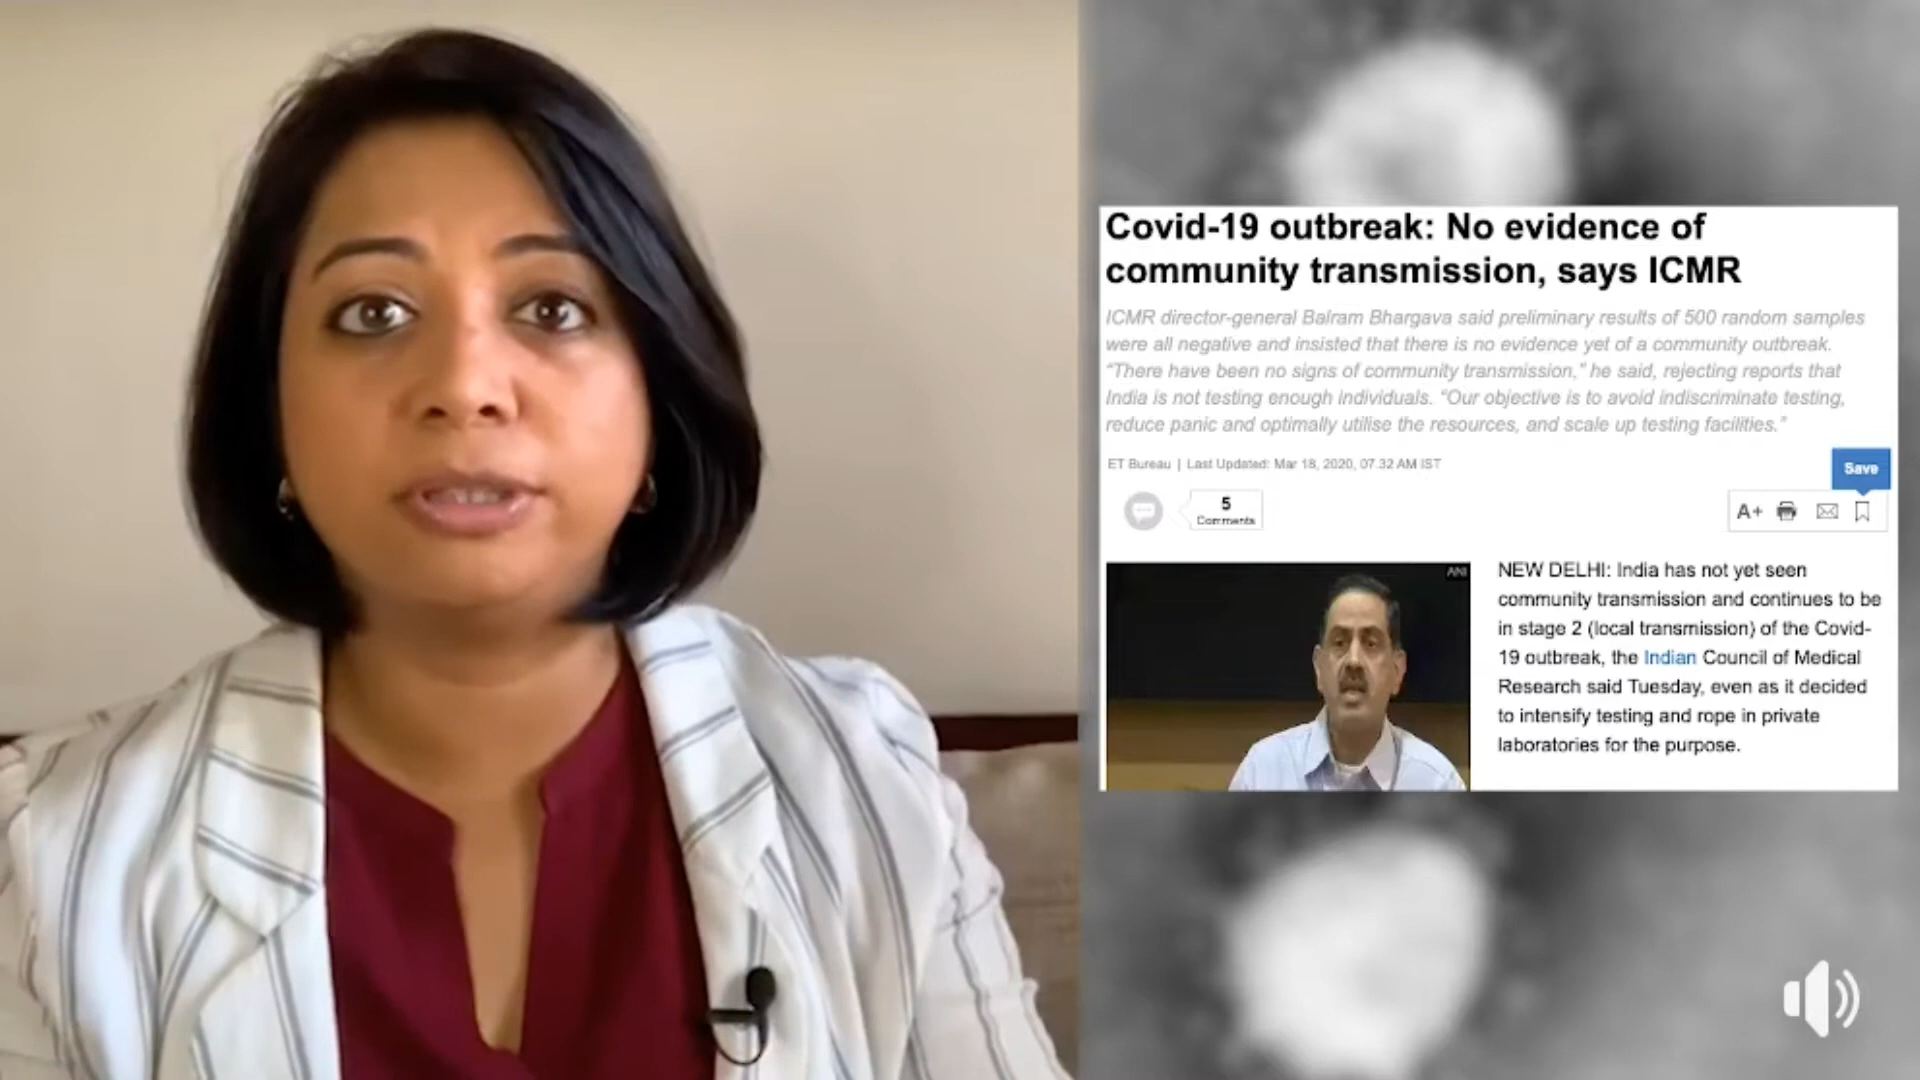 Covid-19 outbreak: No evidence of
community transmission, says ICMR
ICMR director-general Balram Bhargava said preliminary results of 500 random samples
were all negative and insisted that there is no evidence yet of a community outbreak.
“There have been no signs of community transmission,” he said, rejecting reports that
India is not testing enough individuals. “Our objective is to avoid indiscriminate testing,
reduce panic and optimally utilise the resources, and scale up testing facilities.”
ET Bureau | Last Updated: Mar 18, 2020, 07.32 AM IST
Save
5
Comments
A+
ANI
NEW DELHI: India has not yet seen
community transmission and continues to be
in stage 2 (local transmission) of the Covid-
19 outbreak, the Indian Council of Medical
Research said Tuesday, even as it decided
to intensify testing and rope in private
laboratories for the purpose.